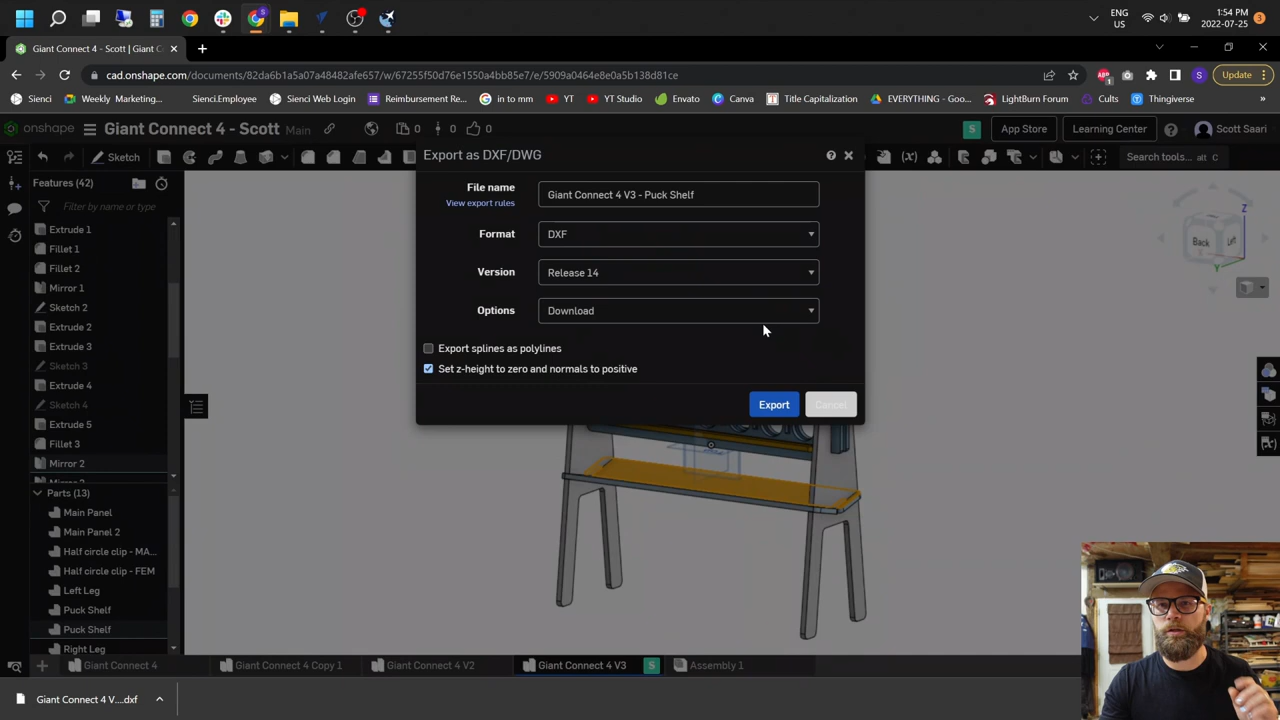 ENG
US
1:54 PM
2022-07-25
3
Giant Connect 4 - Scott | Giant C
cad.onshape.com/documents/82da6b1a5a07a48482afe657/w/67255f50d76e1550a4bb85e7/e/5909a0464e8e0a5b138d81ce
1
S
Update
Sienci
Weekly Marketing...
Sienci.Employee
Sienci Web Login
Reimbursement Re...
in to mm
YT
YT Studio
Envato
Canva
Title Capitalization
EVERYTHING - Goo...
LightBurn Forum
Cults
Thingiverse
»
onshape
Giant Connect 4 - Scott
Main
0
0
0
App Store
Learning Center
Scott Saari
Sketch
Search tools...
alt C
Features (42)
Filter by name or type
Extrude 1
Fillet 1
Fillet 2
Mirror 1
Sketch 2
Extrude 2
Extrude 3
Sketch 3
Extrude 4
Sketch 4
Extrude 5
Fillet 3
Mirror 2
Parts (13)
Main Panel
Main Panel 2
Half circle clip - MA...
Half circle clip - FEM
Left Leg
Puck Shelf
Puck Shelf
Right Leg
Export as DXF/DWG
File name
View export rules
Giant Connect 4 V3 - Puck Shelf
Format
DXF
Version
Release 14
Options
Download
Export splines as polylines
Set z-height to zero and normals to positive
Export
Cancel
Z
Back
Left
Y
Giant Connect 4
Giant Connect 4 Copy 1
Giant Connect 4 V2
Giant Connect 4 V3
S
Assembly 1
Giant Connect 4 V....dxf